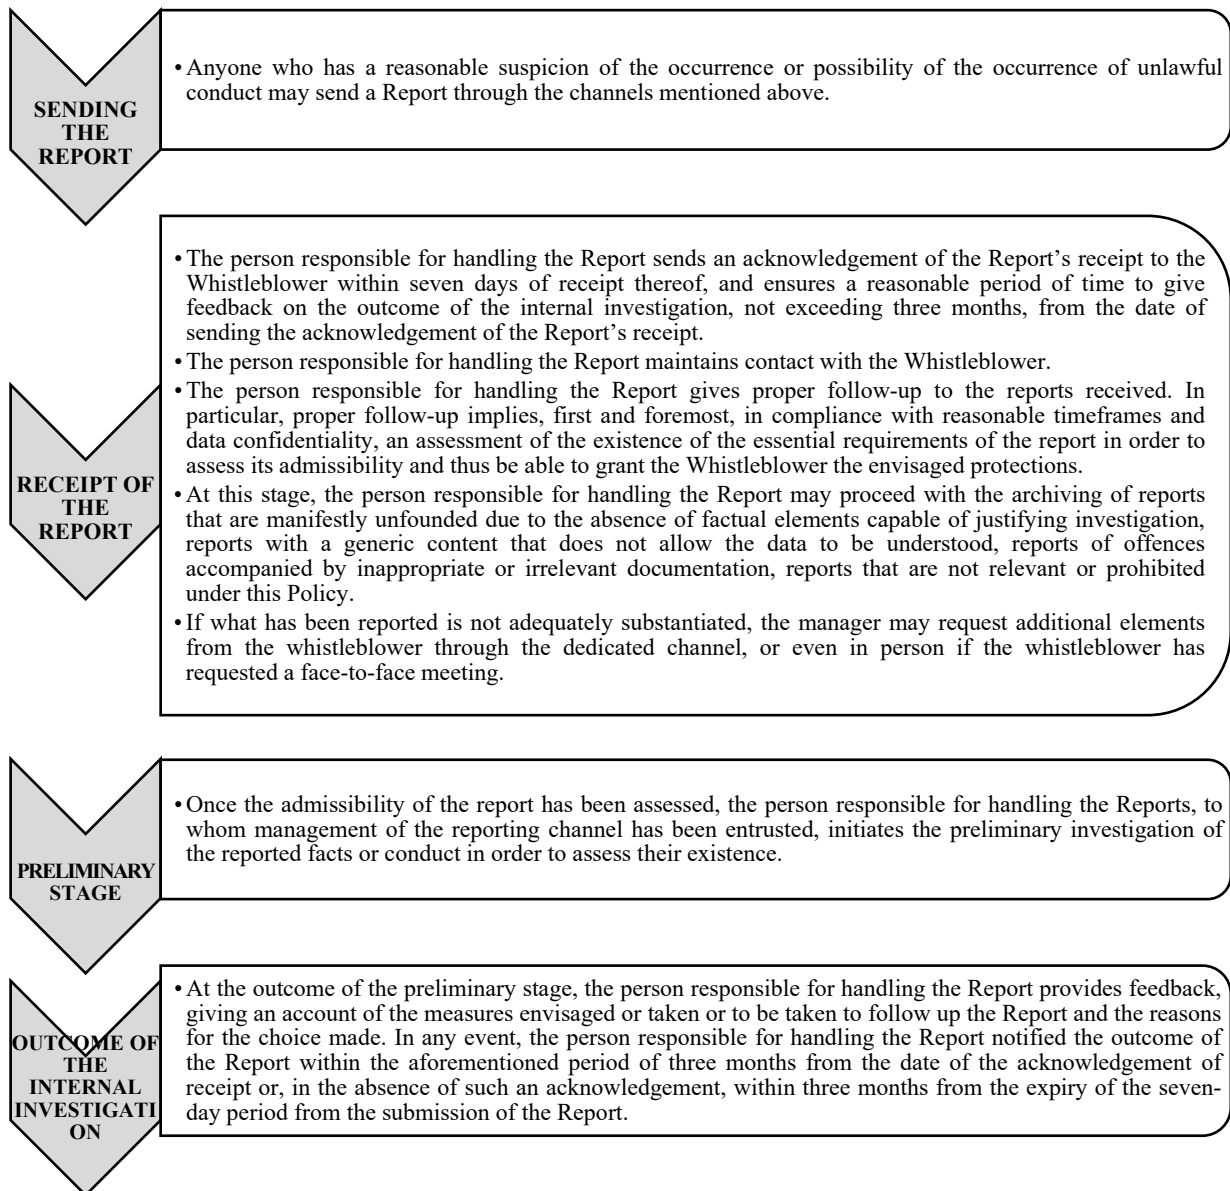 SENDING
THE
REPORT
• Anyone who has a reasonable suspicion of the occurrence or possibility of the occurrence of unlawful
conduct may send a Report through the channels mentioned above.
RECEIPT OF
THE
REPORT
• The person responsible for handling the Report sends an acknowledgement of the Report’s receipt to the
Whistleblower within seven days of receipt thereof, and ensures a reasonable period of time to give
feedback on the outcome of the internal investigation, not exceeding three months, from the date of
sending the acknowledgement of the Report’s receipt.
• The person responsible for handling the Report maintains contact with the Whistleblower.
• The person responsible for handling the Report gives proper follow-up to the reports received. In
particular, proper follow-up implies, first and foremost, in compliance with reasonable timeframes and
data confidentiality, an assessment of the existence of the essential requirements of the report in order to
assess its admissibility and thus be able to grant the Whistleblower the envisaged protections.
• At this stage, the person responsible for handling the Report may proceed with the archiving of reports
that are manifestly unfounded due to the absence of factual elements capable of justifying investigation,
reports with a generic content that does not allow the data to be understood, reports of offences
accompanied by inappropriate or irrelevant documentation, reports that are not relevant or prohibited
under this Policy.
• If what has been reported is not adequately substantiated, the manager may request additional elements
from the whistleblower through the dedicated channel, or even in person if the whistleblower has
requested a face-to-face meeting.
PRELIMINARY
STAGE
• Once the admissibility of the report has been assessed, the person responsible for handling the Reports, to
whom management of the reporting channel has been entrusted, initiates the preliminary investigation of
the reported facts or conduct in order to assess their existence.
OUTCOME OF
THE
INTERNAL
INVESTIGATI
ON
• At the outcome of the preliminary stage, the person responsible for handling the Report provides feedback,
giving an account of the measures envisaged or taken or to be taken to follow up the Report and the reasons
for the choice made. In any event, the person responsible for handling the Report notified the outcome of
the Report within the aforementioned period of three months from the date of the acknowledgement of
receipt or, in the absence of such an acknowledgement, within three months from the expiry of the seven-
day period from the submission of the Report.